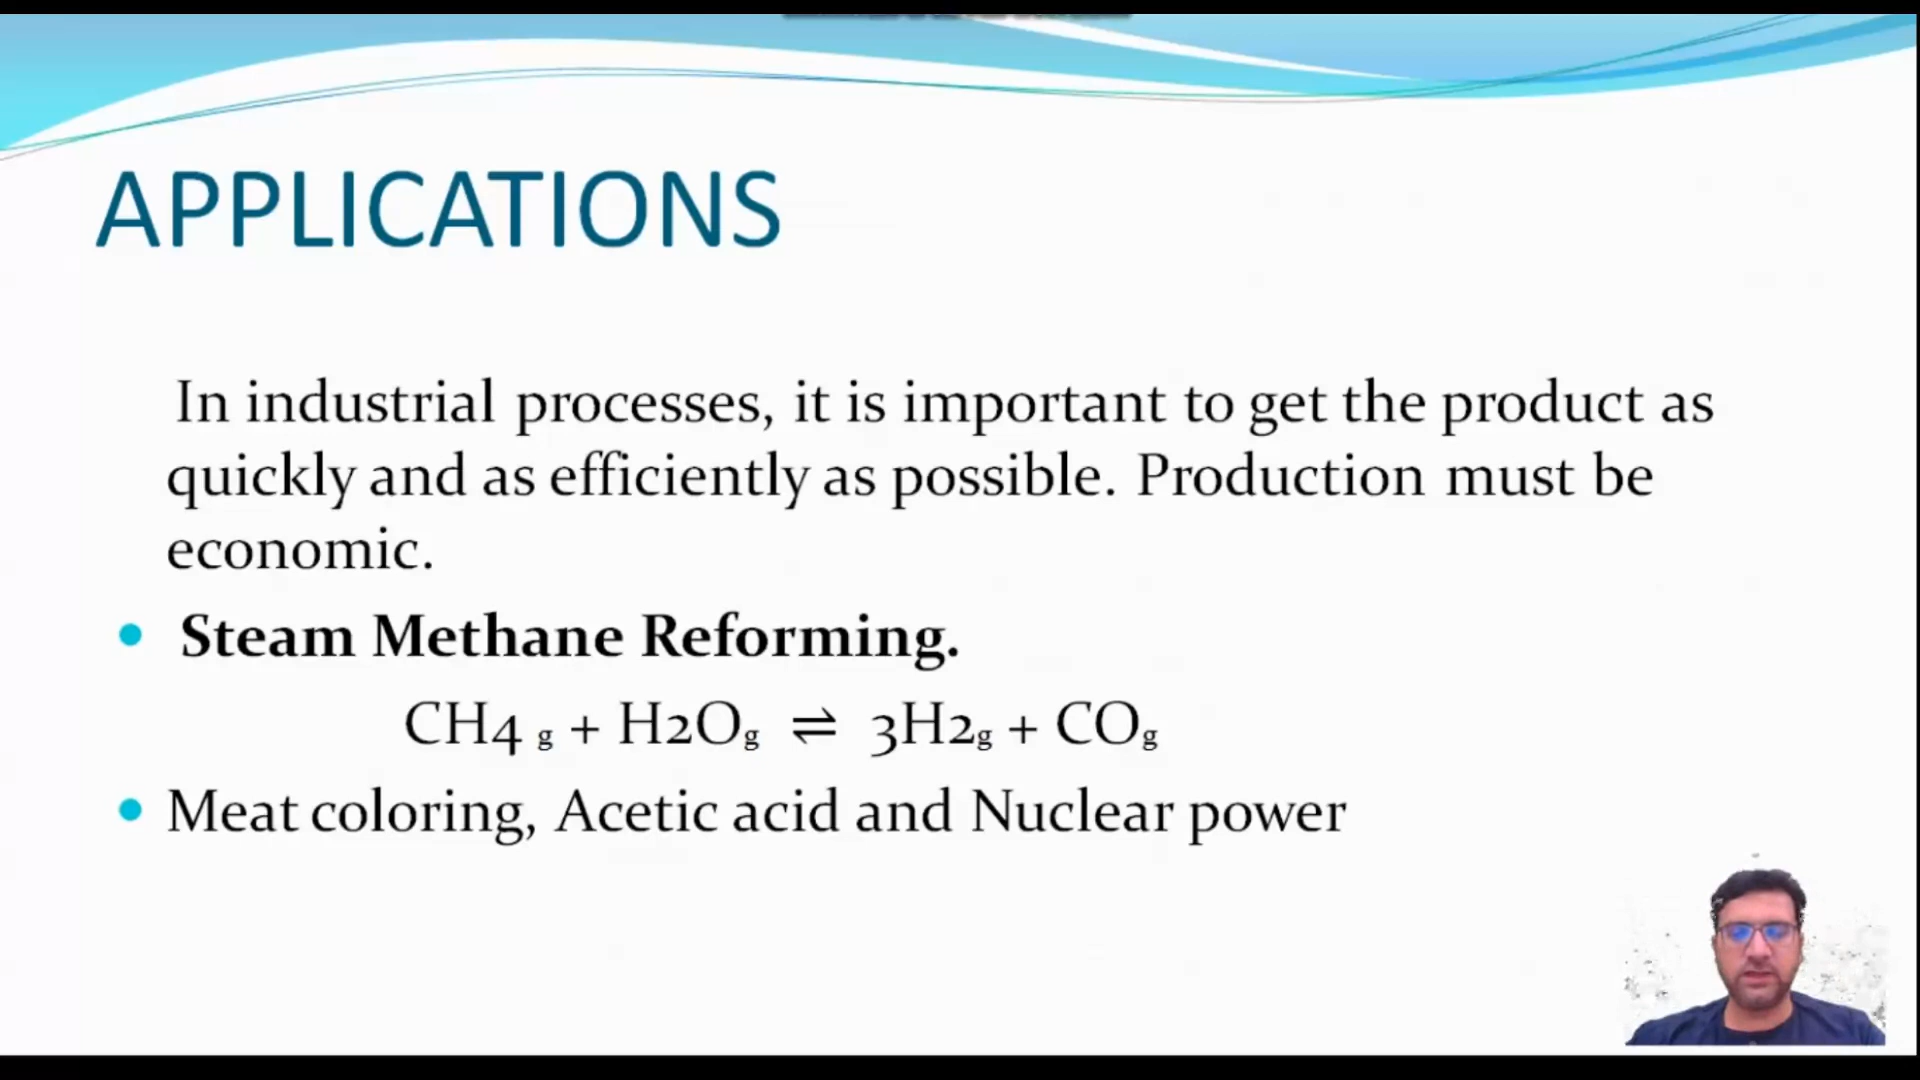 APPLICATIONS
In industrial processes, it is important to get the product as
quickly and as efficiently as possible. Production must be
economic.
• Steam Methane Reforming.
CH4 g + H2Og ⇌ 3H2g + COg
• Meat coloring, Acetic acid and Nuclear power